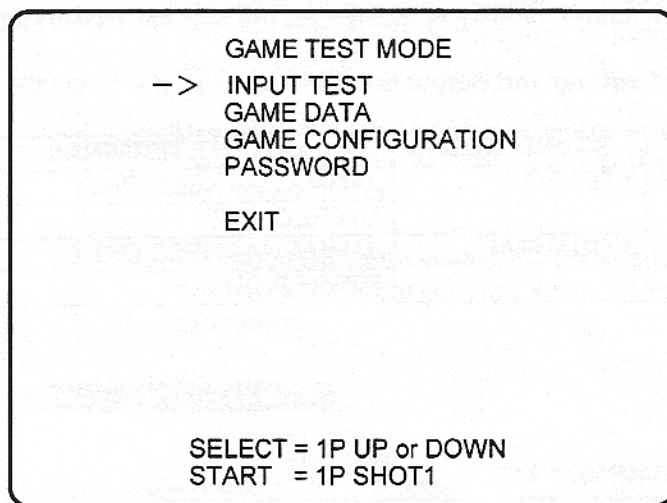 GAME TEST MODE
—> INPUT TEST
GAME DATA
GAME CONFIGURATION
PASSWORD
EXIT
SELECT = 1P UP or DOWN
START = 1P SHOT1